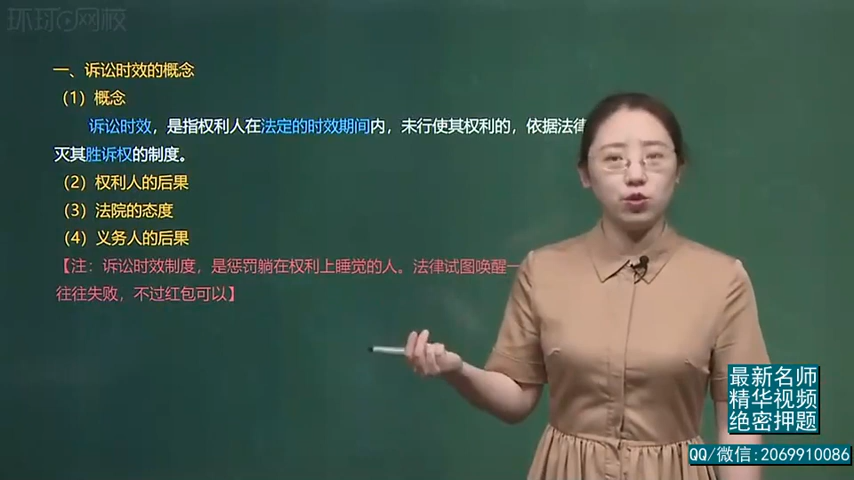 环球网校
一、诉讼时效的概念
（1）概念
诉讼时效，是指权利人在法定的时效期间内，未行使其权利的，依据法律
灭其胜诉权的制度。
（2）权利人的后果
（3）法院的态度
（4）义务人的后果
【注：诉讼时效制度，是惩罚躺在权利上睡觉的人。法律试图唤醒一
往往失败，不过红包可以】
最新名师
精华视频
绝密押题
QQ/微信:2069910086